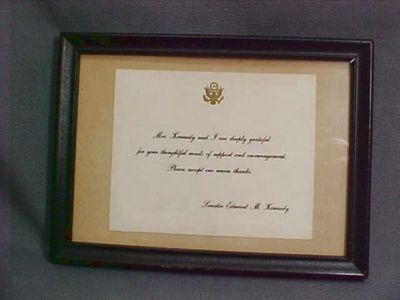 Mrs. Kennedy and I are deeply grateful
for your thoughtful words of support and encouragement.
Please accept our warm thanks.
Senator Edward M. Kennedy